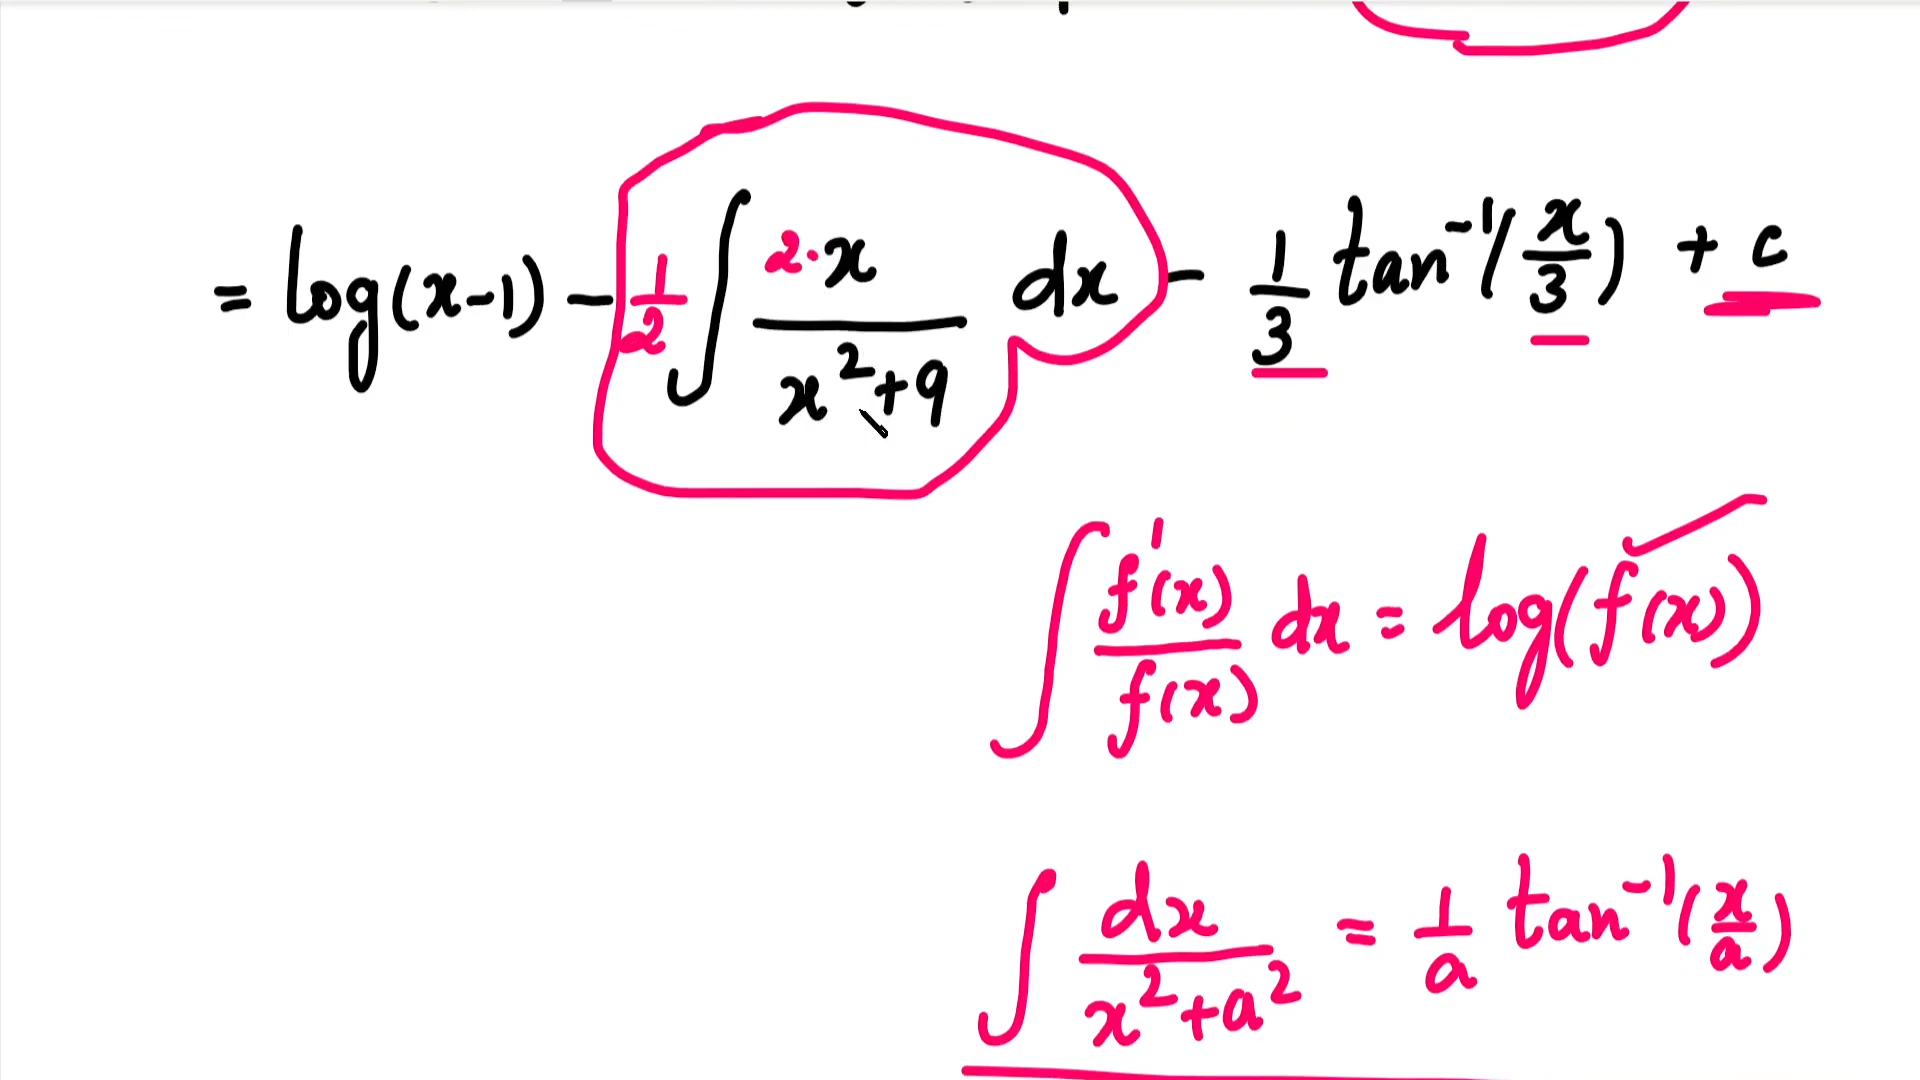 = log(x-1) - 1/2 ∫ 2·x/(x²+9) dx - 1/3 tan⁻¹(x/3) + c
∫ f'(x)/f(x) dx = log(f(x))
∫ dx/(x²+a²) = 1/a tan⁻¹(x/a)